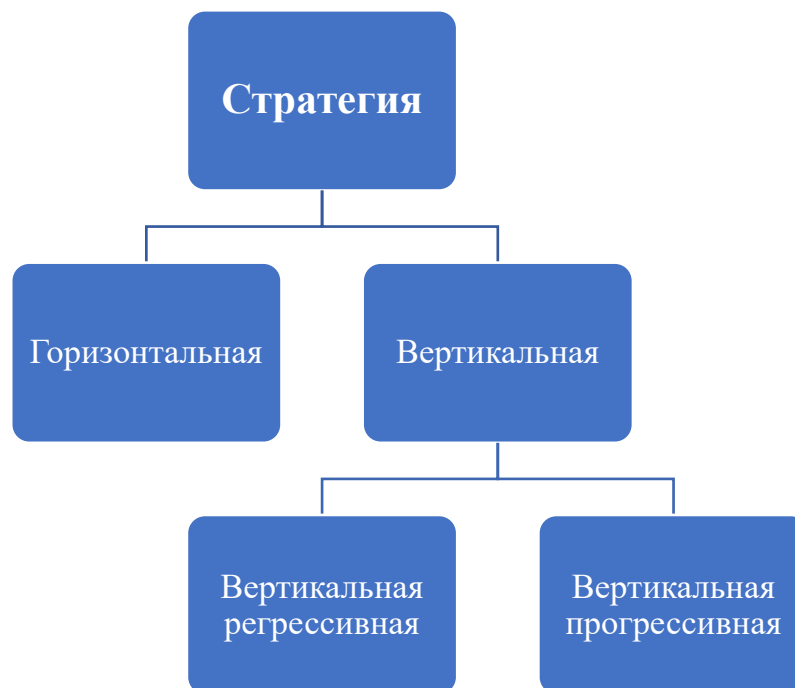 Стратегия
Горизонтальная
Вертикальная
Вертикальная
регрессивная
Вертикальная
прогрессивная